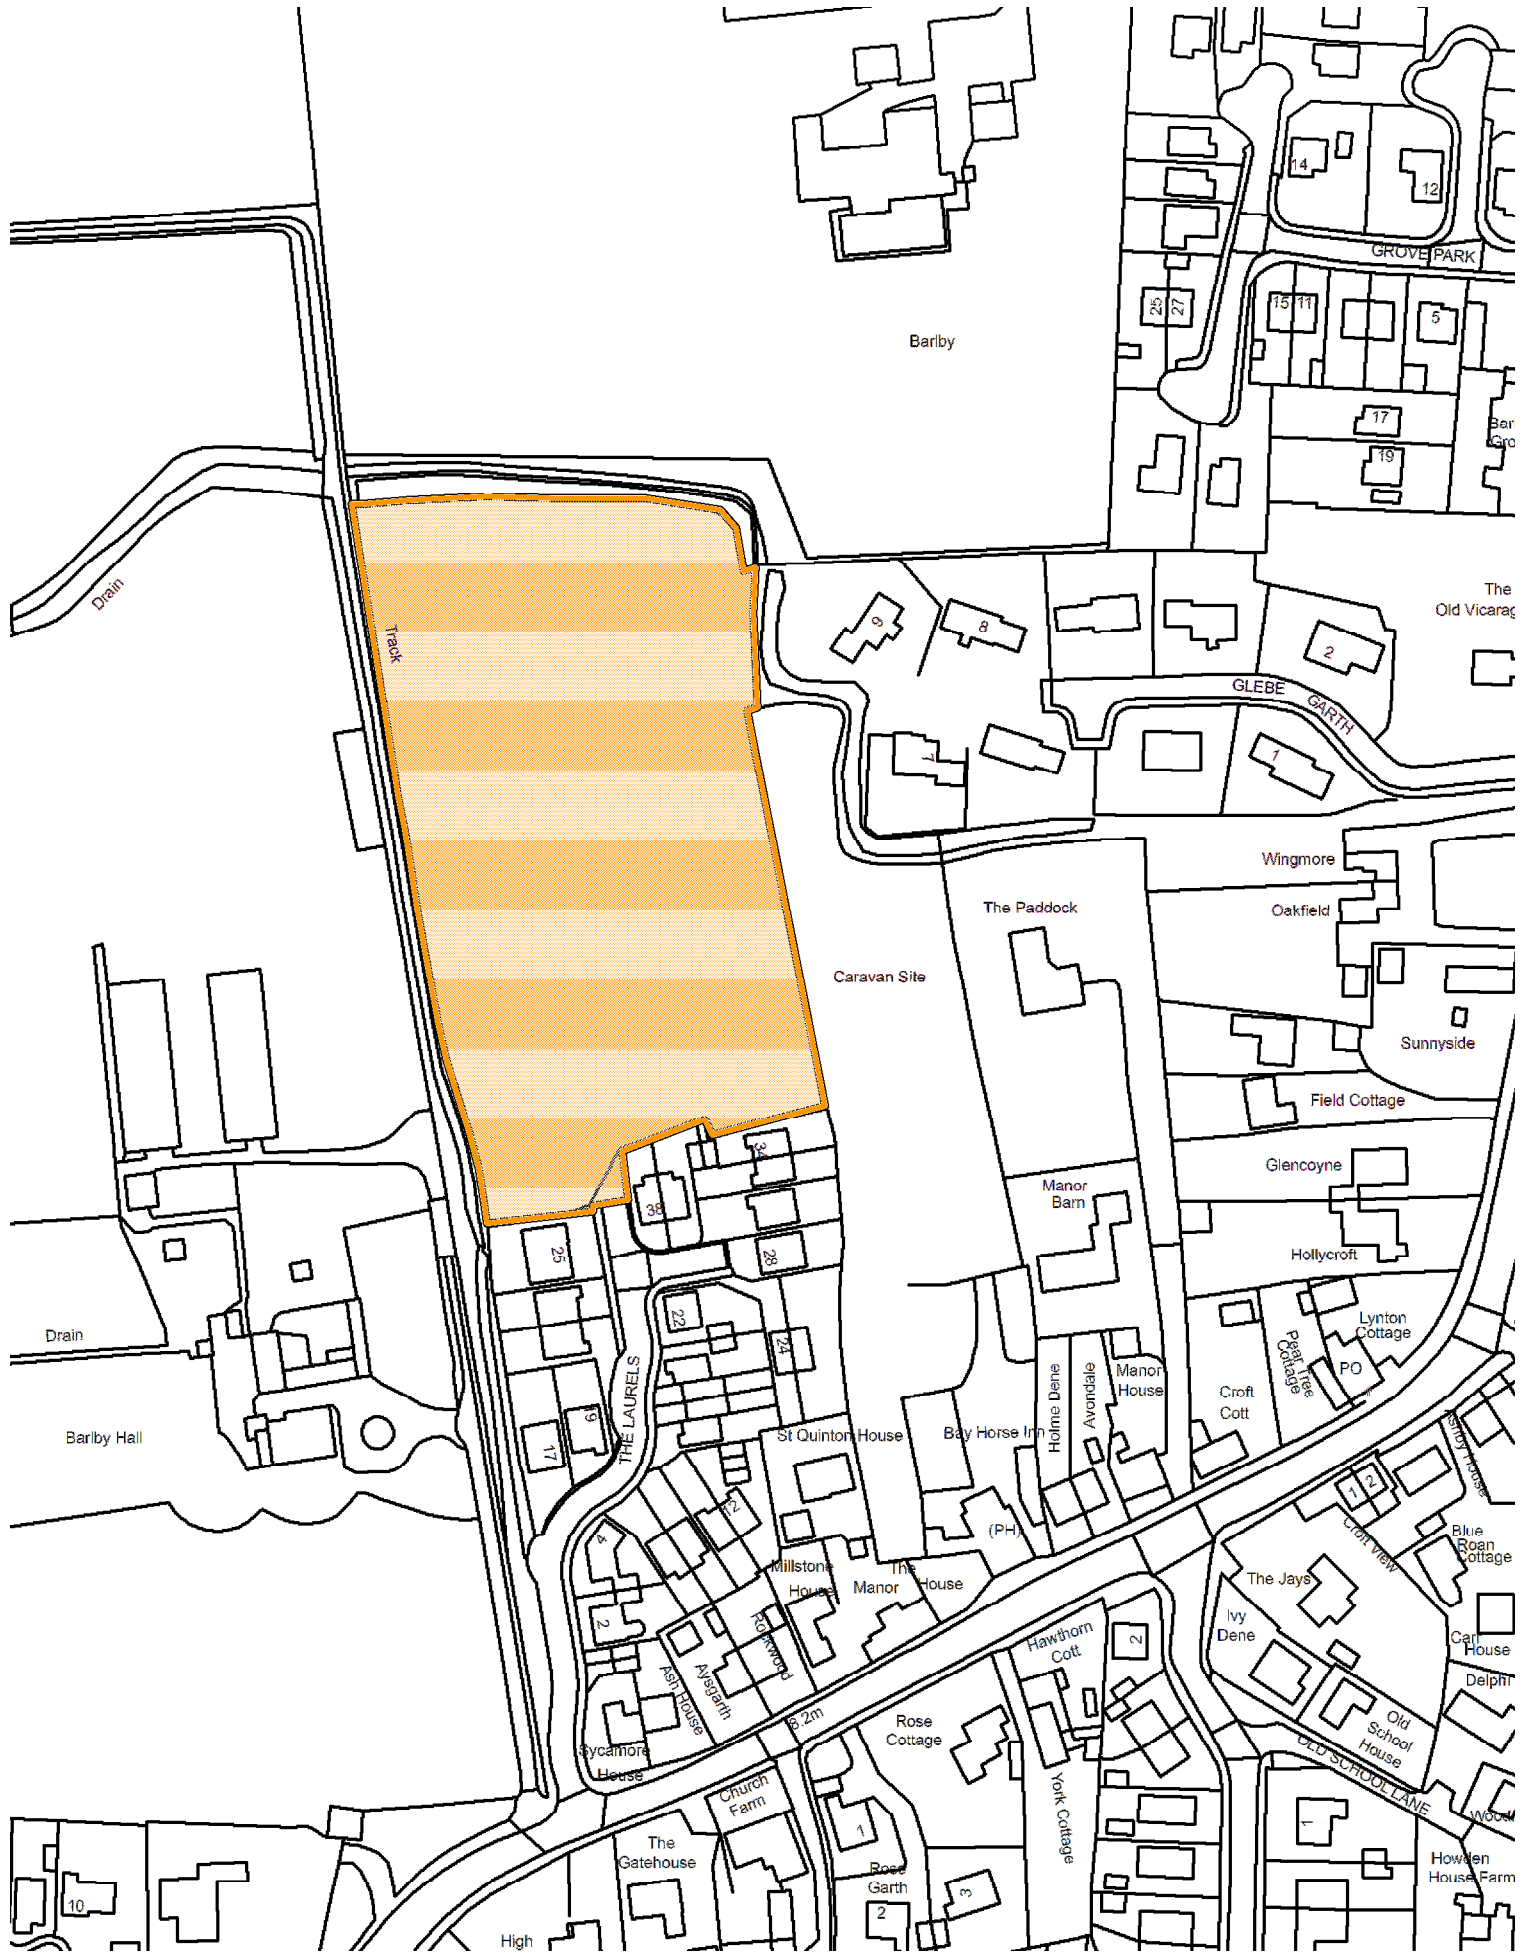 14
12
GROVE PARK
25
27
15
11
5
Barlby
17
19
Drain
Track
9
8
2
The
Old Vicarag
GLEBE
GARTH
7
1
Wingmore
Oakfield
The Paddock
Caravan Site
Sunnyside
Field Cottage
34
Glencoyne
Manor
Barn
38
25
28
Hollycroft
22
24
Drain
Lynton
Cottage
Pear Tree
Cottage
PO
Manor
House
Holme Dene
Avondale
Croft
Cott
THE LAURELS
19
17
Barlby Hall
St Quinton House
Bay Horse Inn
Ashby House
1
2
12
4
(PH)
Croft View
Blue
Roan
Cottage
Millstone
House
The
Manor House
The Jays
2
Ivy
Dene
Rockwood
Aysgarth
Ash House
Hawthorn
Cott
2
House
Delph
8.2m
Rose
Cottage
Old
School
House
Sycamore
House
OLD SCHOOL LANE
Church
Farm
York Cottage
The
Gatehouse
1
1
Rose
Garth
Howden
House Farm
10
3
2
High